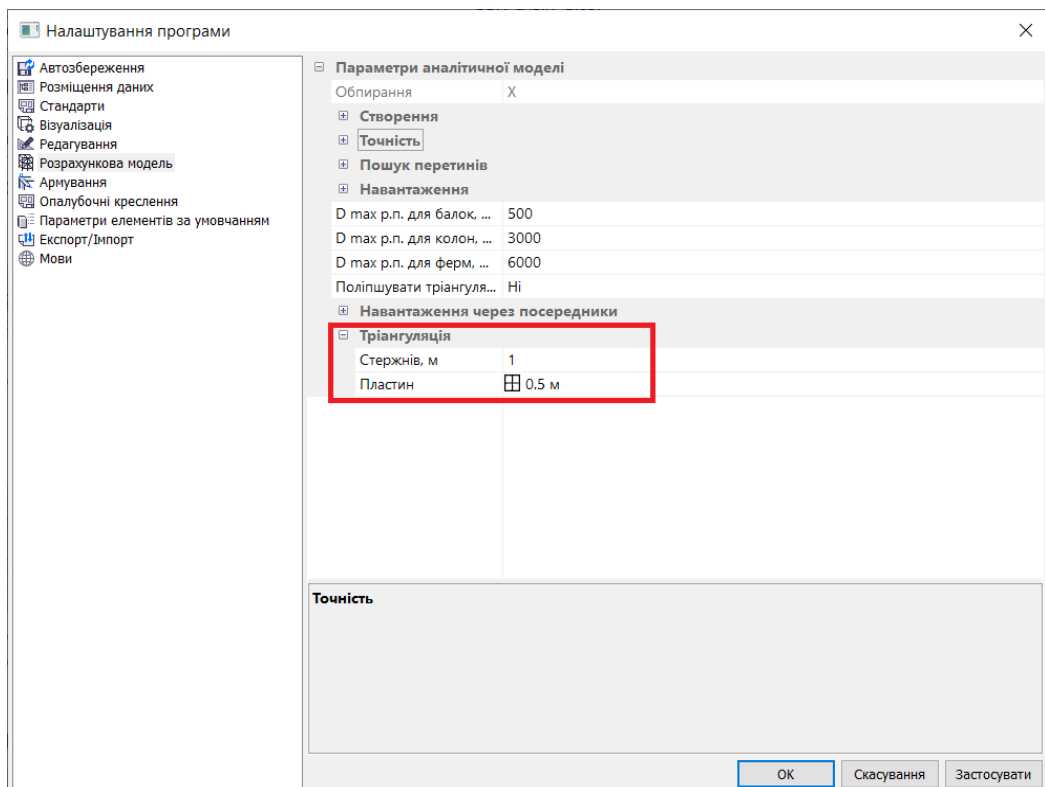 Налаштування програми
Автозбереження
Розміщення даних
Стандарти
Візуалізація
Редагування
Розрахункова модель
Армування
Опалубочні креслення
Параметри елементів за умовчанням
Експорт/Імпорт
Мови
Параметри аналітичної моделі
Обпирання X
Створення
Точність
Пошук перетинів
Навантаження
D max р.п. для балок, ... 500
D max р.п. для колон, ... 3000
D max р.п. для ферм, ... 6000
Поліпшувати тріангуля... Ні
Навантаження через посередники
Тріангуляція
Стержнів, м 1
Пластин 0.5 м
Точність
ОК Скасування Застосувати